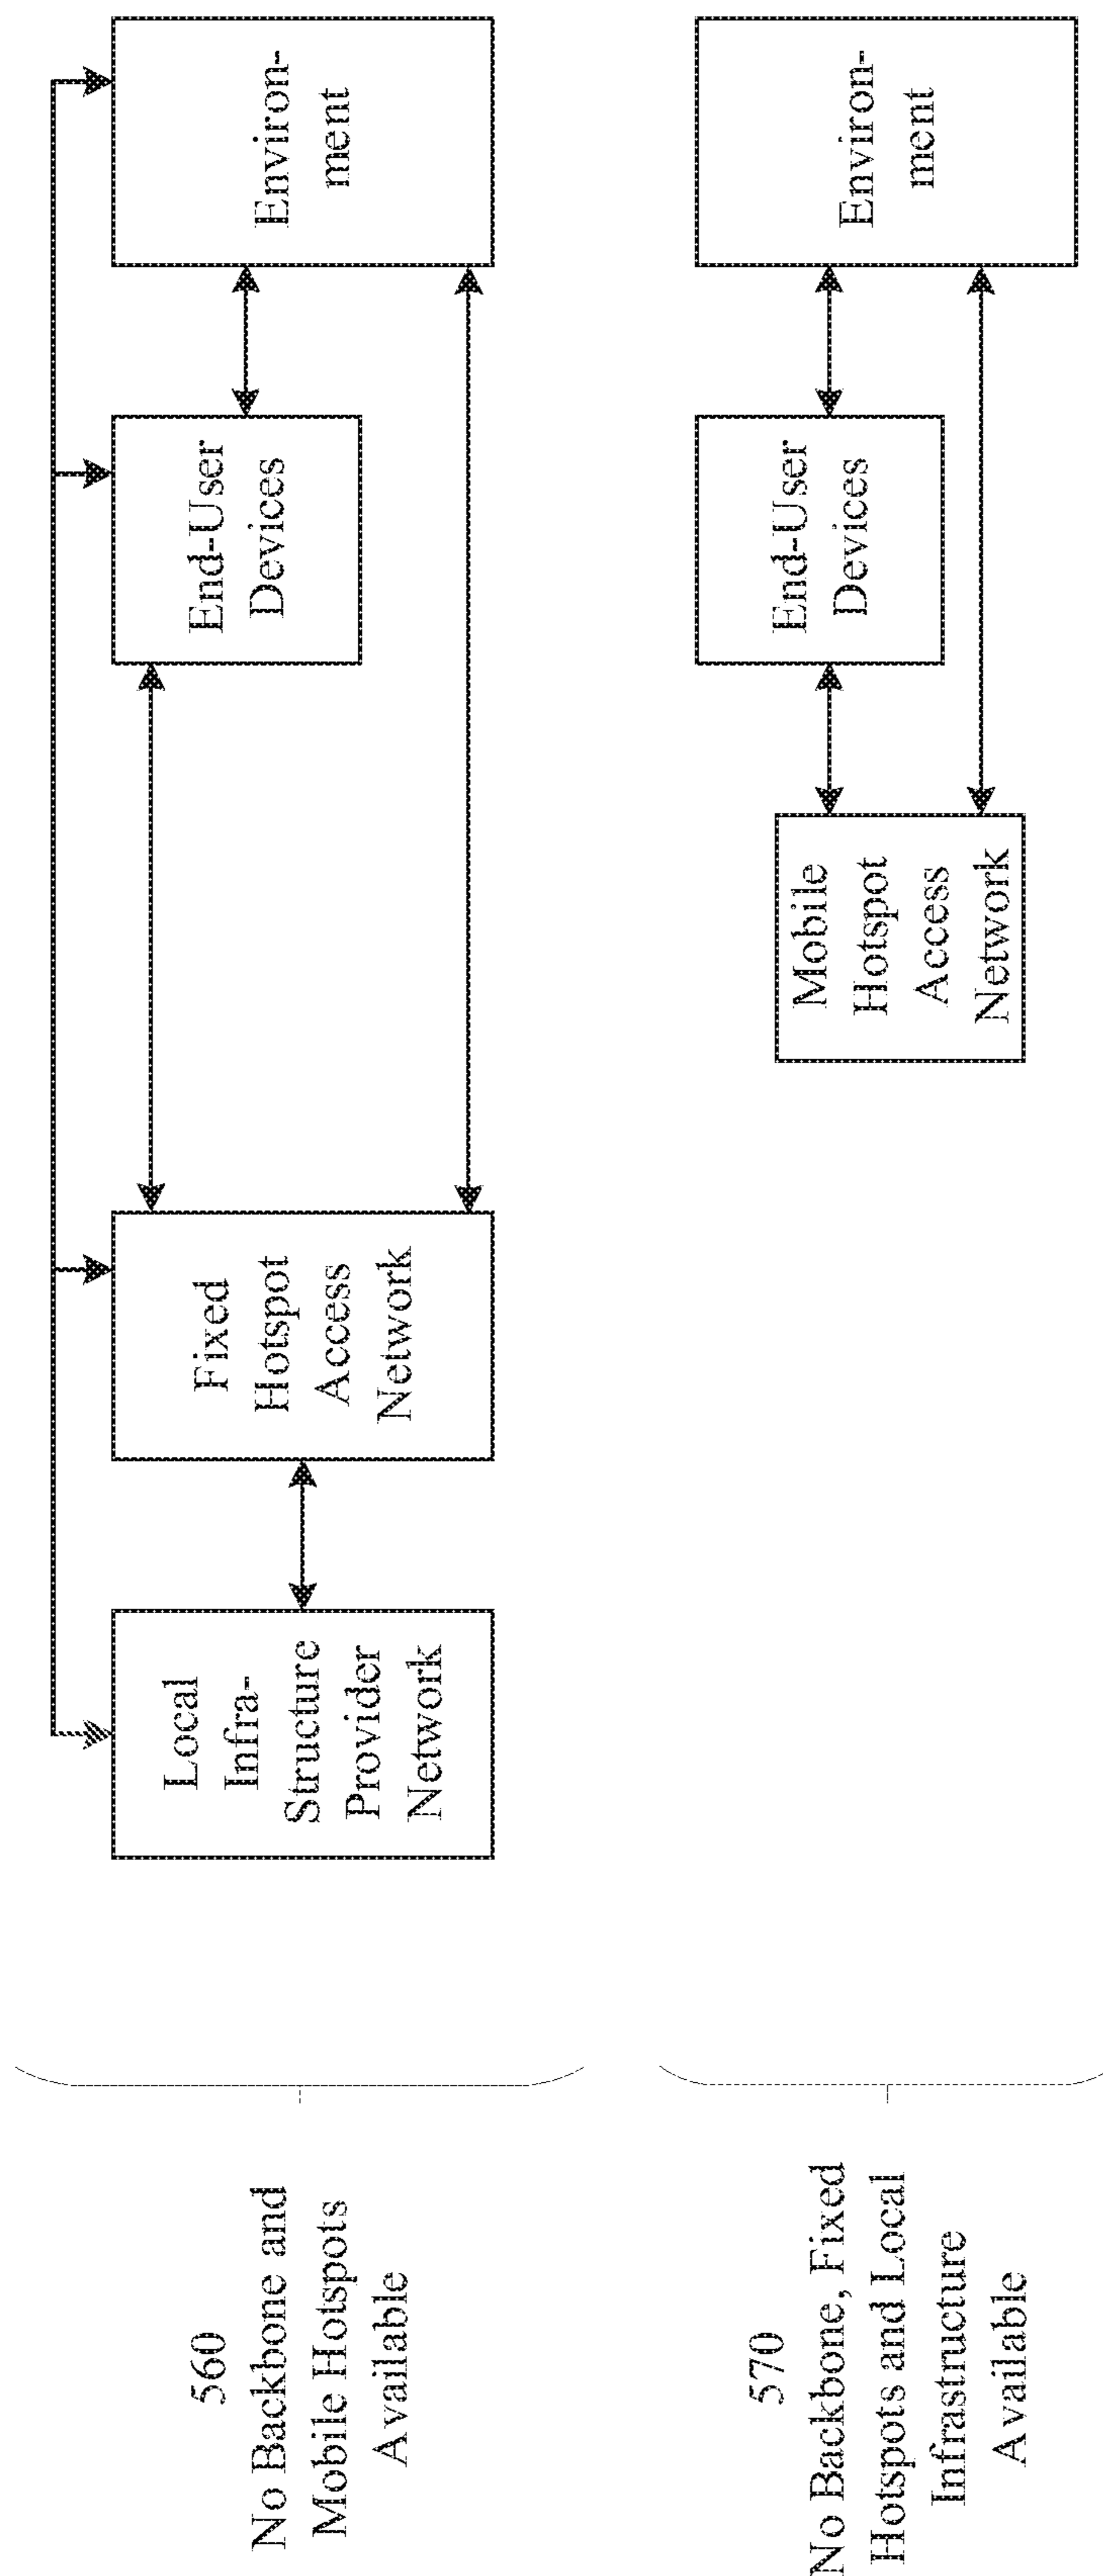 560
No Backbone and
Mobile Hotspots
Available
Local
Infra-
Structure
Provider
Network
Fixed
Hotspot
Access
Network
End-User
Devices
Environ-
ment
570
No Backbone, Fixed
Hotspots and Local
Infrastructure
Available
Mobile
Hotspot
Access
Network
End-User
Devices
Environ-
ment